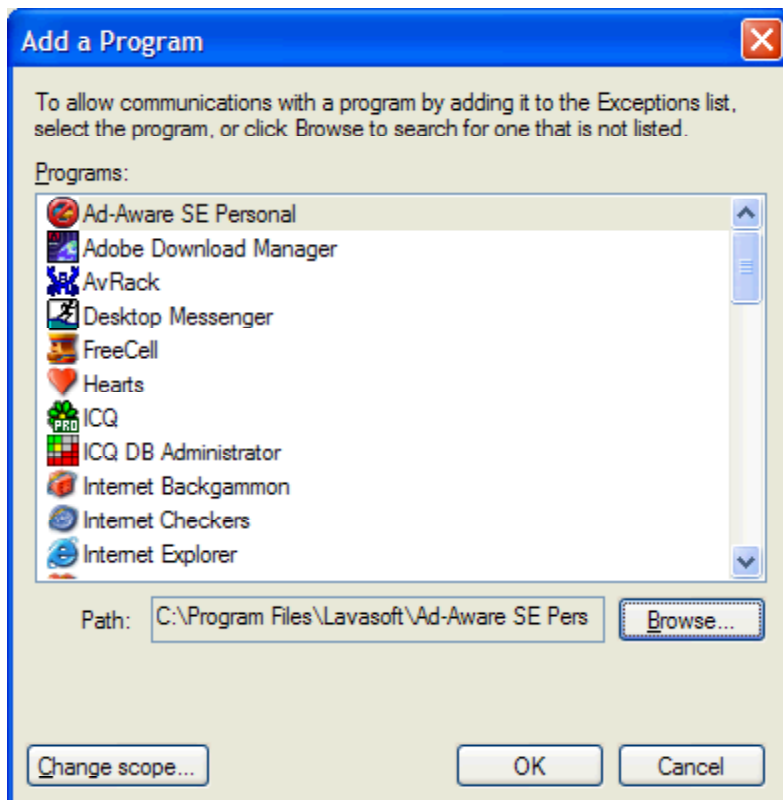 Add a Program
To allow communications with a program by adding it to the Exceptions list,
select the program, or click Browse to search for one that is not listed.
Programs:
Ad-Aware SE Personal
Adobe Download Manager
AvRack
Desktop Messenger
FreeCell
Hearts
PRO ICQ
ICQ DB Administrator
Internet Backgammon
Internet Checkers
Internet Explorer
Path: C:\Program Files\Lavasoft\Ad-Aware SE Pers Browse...
Change scope... OK Cancel